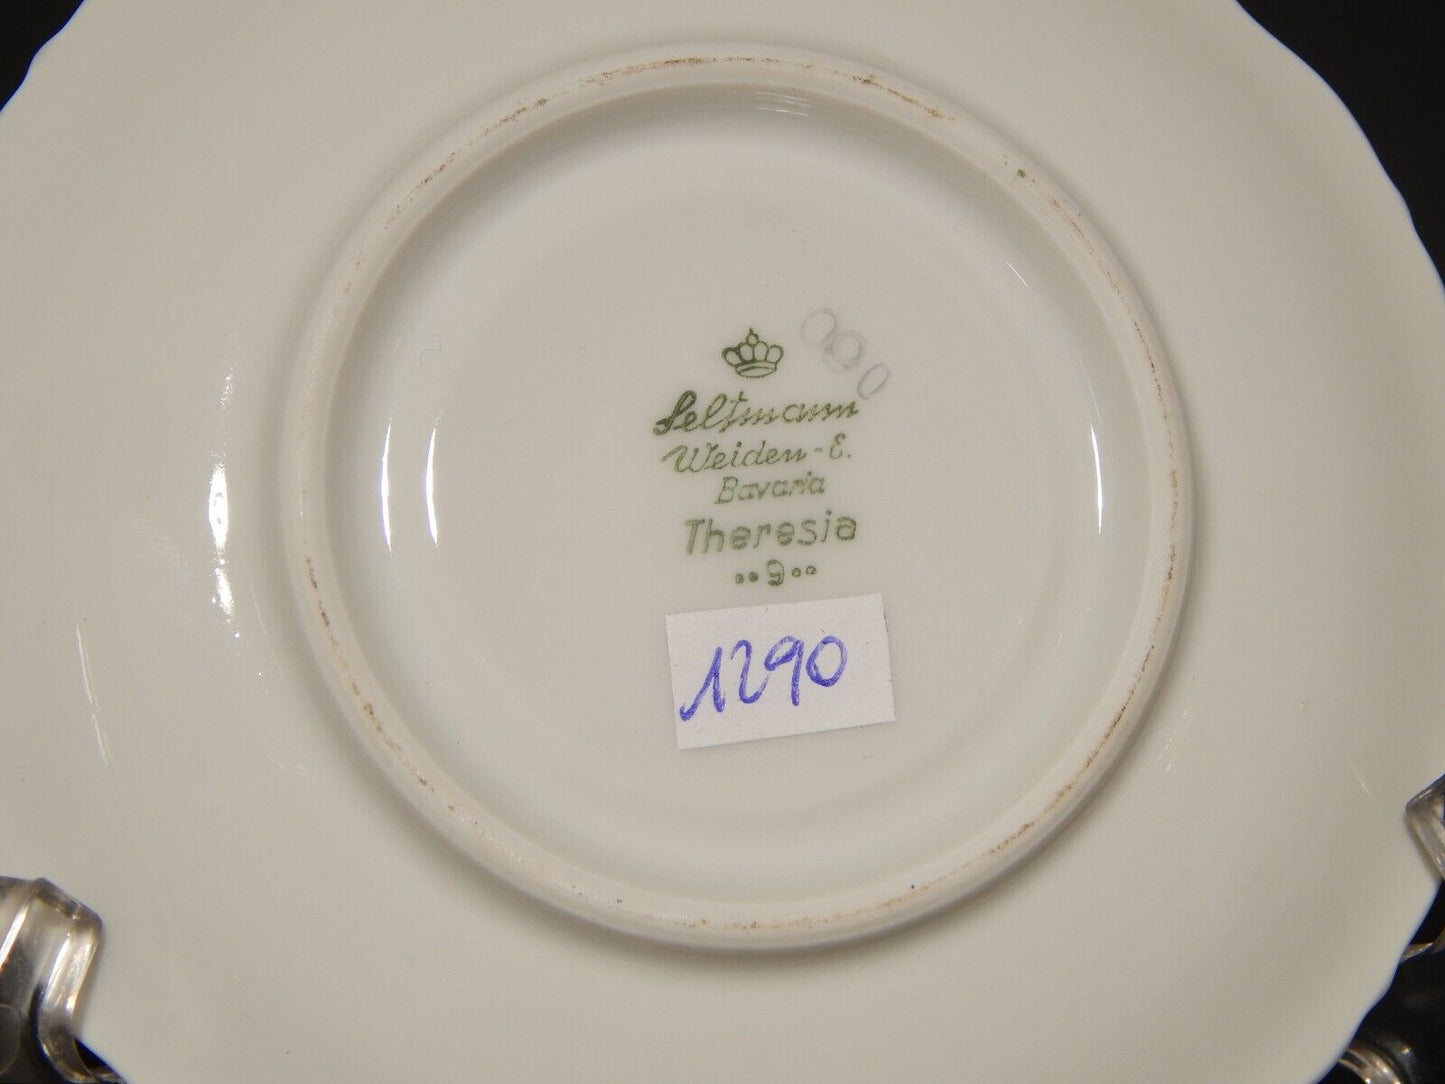 Seltmann
Weiden-E.
Bavaria
Theresia
••9••
1290